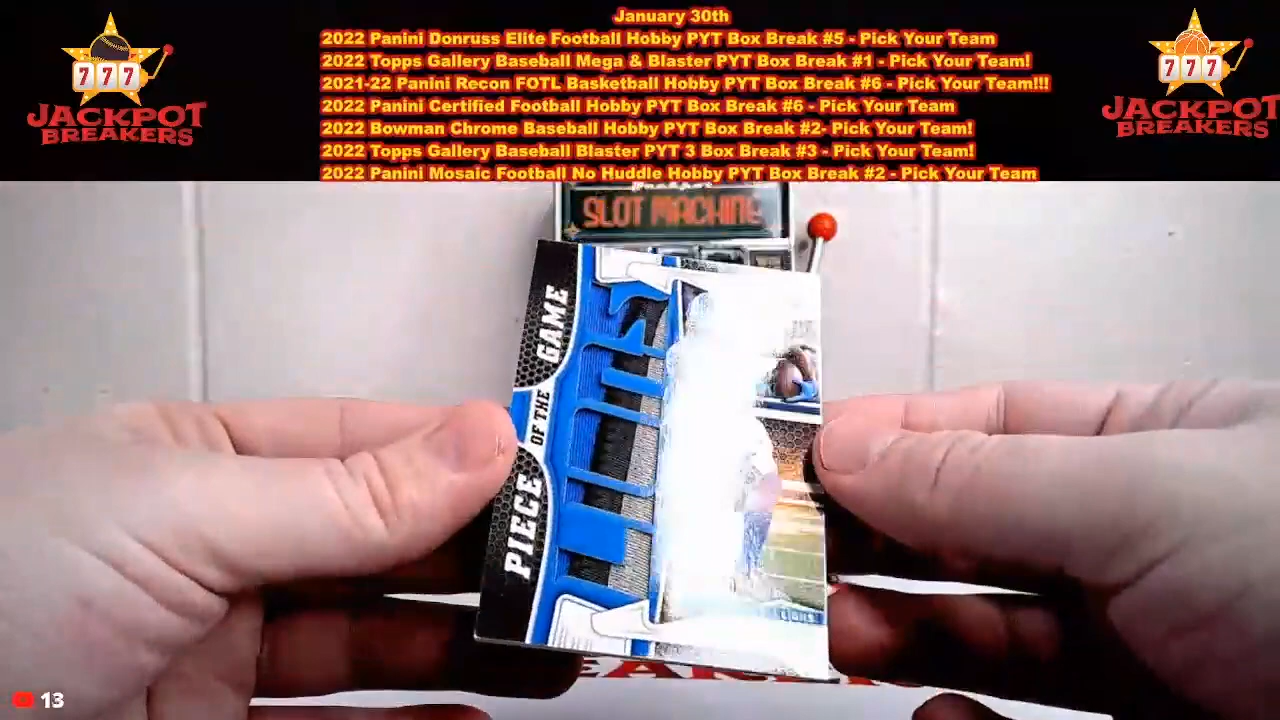 January 30th
2022 Panini Donruss Elite Football Hobby PYT Box Break #5 - Pick Your Team
2022 Topps Gallery Baseball Mega & Blaster PYT Box Break #1 - Pick Your Team!
2021-22 Panini Recon FOTL Basketball Hobby PYT Box Break #6 - Pick Your Team!!!
2022 Panini Certified Football Hobby PYT Box Break #6 - Pick Your Team
2022 Bowman Chrome Baseball Hobby PYT Box Break #2- Pick Your Team!
2022 Topps Gallery Baseball Blaster PYT 3 Box Break #3 - Pick Your Team!
2022 Panini Mosaic Football No Huddle Hobby PYT Box Break #2 - Pick Your Team
777
JACKPOT
BREAKERS
777
JACKPOT
BREAKERS
SLOT MACHINE
PIECE OF THE GAME
13